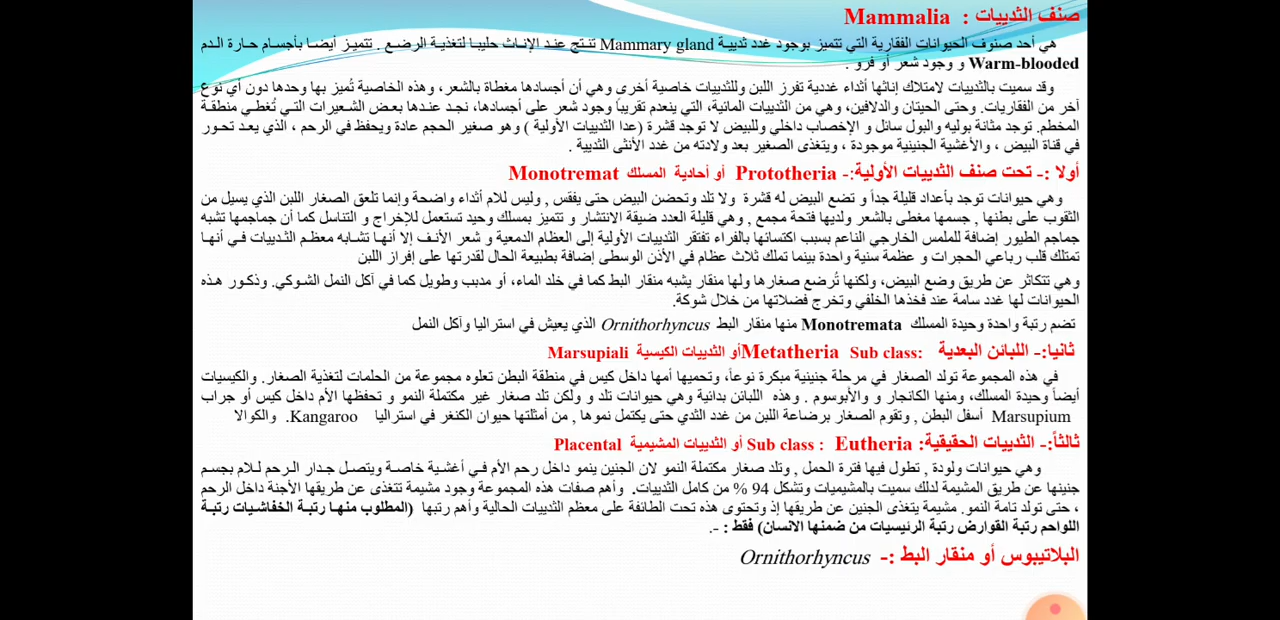 صنف الثدييات : Mammalia
هي أحد صنوف الحيوانات الفقارية التي تتميز بوجود غدد ثديية Mammary gland تنتج عند الإناث حليبا لتغذية الرضع . تتميز أيضا بأجسام حارة الدم
Warm-blooded و وجود شعر أو فرو .
وقد سميت بالثدييات لامتلاك إناثها أثداء غددية تفرز اللبن وللثدييات خاصية أخرى وهي أن أجسادها مغطاة بالشعر، وهذه الخاصية تُميز بها وحدها دون أي نوع
آخر من الفقاريات. وحتى الحيتان والدلافين، وهي من الثدييات المائية، التي ينعدم تقريباً وجود شعر على أجسادها، نجد عندها بعض الشعيرات التي تُغطي منطقة
المخطم. توجد مثانة بوليه والبول سائل و الإخصاب داخلي وللبيض لا توجد قشرة (عدا الثدييات الأولية ) وهو صغير الحجم عادة ويحفظ في الرحم ، الذي يعد تحور
في قناة البيض ، والأغشية الجنينية موجودة ، ويتغذى الصغير بعد ولادته من غدد الأنثى الثديية .
أولا :- تحت صنف الثدييات الأولية:- Prototheria أو أحادية المسلك Monotremat
وهي حيوانات توجد بأعداد قليلة جداً و تضع البيض له قشرة ولا تلد وتحضن البيض حتى يفقس , وليس للام أثداء واضحة وإنما تلعق الصغار اللبن الذي يسيل من
الثقوب على بطنها , جسمها مغطى بالشعر ولديها فتحة مجمع , وهي قليلة العدد ضيقة الانتشار و تتميز بمسلك وحيد تستعمل للإخراج و التناسل كما أن جماجمها تشبه
جماجم الطيور إضافة للملمس الخارجي الناعم بسبب اكتسائها بالفراء تفتقر الثدييات الأولية إلى العظام الدمعية و شعر الأنف إلا أنها تشابه معظم الثدييات في أنها
تمتلك قلب رباعي الحجرات و عظمة سنية واحدة بينما تملك ثلاث عظام في الأذن الوسطى إضافة بطبيعة الحال لقدرتها على إفراز اللبن
وهي تتكاثر عن طريق وضع البيض، ولكنها تُرضع صغارها ولها منقار يشبه منقار البط كما في خلد الماء، أو مدبب وطويل كما في آكل النمل الشوكي. وذكور هذه
الحيوانات لها غدد سامة عند فخذها الخلفي وتخرج فضلاتها من خلال شوكة.
تضم رتبة واحدة وحيدة المسلك Monotremata منها منقار البط Ornithorhyncus الذي يعيش في استراليا وآكل النمل
ثانيا:- اللبائن البعدية Sub class: Metatheria أو الثدييات الكيسية Marsupiali
في هذه المجموعة تولد الصغار في مرحلة جنينية مبكرة نوعاً، وتحميها أمها داخل كيس في منطقة البطن تعلوه مجموعة من الحلمات لتغذية الصغار. والكيسيات
أيضاً وحيدة المسلك، ومنها الكانجار و والأبوسوم . وهذه اللبائن بدائية وهي حيوانات تلد و ولكن تلد صغار غير مكتملة النمو و تحفظها الأم داخل كيس أو جراب
Marsupium أسفل البطن , وتقوم الصغار برضاعة اللبن من غدد الثدي حتى يكتمل نموها , من أمثلتها حيوان الكنغر في استراليا Kangaroo. والكوالا
ثالثاً:- الثدييات الحقيقية: Sub class : Eutheria أو الثدييات المشيمية Placental
وهي حيوانات ولودة , تطول فيها فترة الحمل , وتلد صغار مكتملة النمو لان الجنين ينمو داخل رحم الأم في أغشية خاصة ويتصل جدار الرحم للام بجسم
جنينها عن طريق المشيمة لذلك سميت بالمشيميات وتشكل 94 % من كامل الثدييات. وأهم صفات هذه المجموعة وجود مشيمة تتغذى عن طريقها الأجنة داخل الرحم
، حتى تولد تامة النمو. مشيمة يتغذى الجنين عن طريقها إذ وتحتوى هذه تحت الطائفة على معظم الثدييات الحالية وأهم رتبها (المطلوب منها رتبة الخفاشيات رتبة
اللواحم رتبة القوارض رتبة الرئيسيات من ضمنها الانسان) فقط : -.
البلاتيبوس أو منقار البط :- Ornithorhyncus